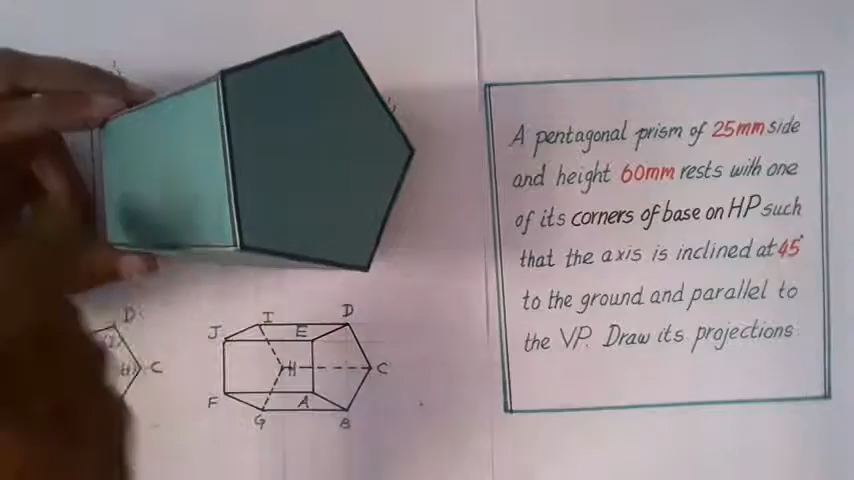 A pentagonal prism of 25mm side
and height 60mm rests with one
of its corners of base on HP such
that the axis is inclined at 45°
to the ground and parallel to
the VP. Draw its projections
D
C
J
I
E
D
H
C
F
A
G
B